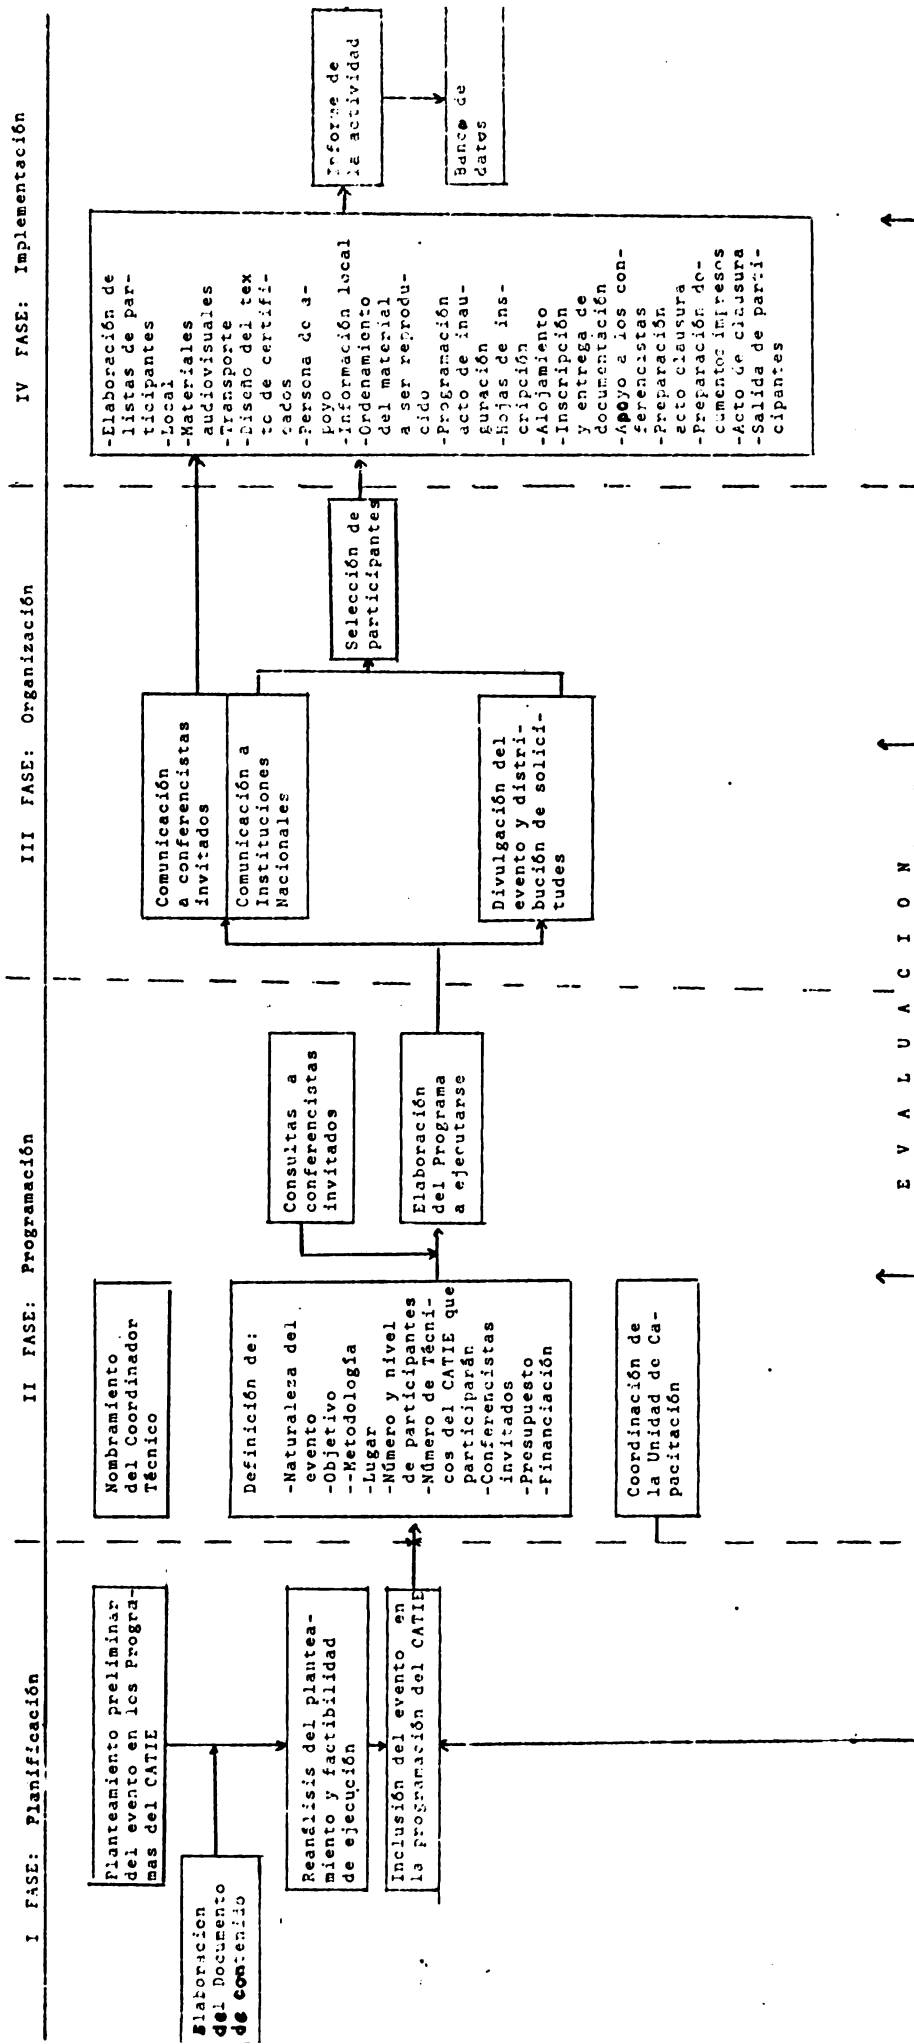 I FASE: Planificación
II FASE: Programación
III FASE: Organización
IV FASE: Implementación
Planteamiento preliminar
del evento en los Progra-
mas del CATIE
Elaboracion
del Documento
de contenido
Reanálisis del plantea-
miento y factibilidad
de ejecución
Inclusión del evento en
la programación del CATIE
Nombramiento
del Coordinador
Técnico
Definición de:
-Naturaleza del
evento
-Objetivo
--Metodología
-Lugar
-Número y nivel
de participantes
-Número de Técni-
cos del CATIE que
participarán
-Conferencistas
invitados
-Presupuesto
-Financiación
Coordinación de
la Unidad de Ca-
pacitación
Consultas a
conferencistas
invitados
Elaboración
del Programa
a ejecutarse
Comunicación
a conferencistas
invitados
Comunicación a
Instituciones
Nacionales
Divulgación del
evento y distri-
bución de solici-
tudes
Selección de
participantes
-Elaboración de
listas de par-
ticipantes
-Local
-Materiales
audiovisuales
-Transporte
-Diseño del tex
to de certifi-
cados
-Persona de a-
poyo
-Información local
-Ordenamiento
del material
a ser reprodu-
cido
-Programación
acto de inau-
guración
-Hojas de ins-
cripción
-Alojamiento
-Inscripción
y entrega de
documentación
-Apoyo a los con-
ferencistas
-Preparación
acto clausura
-Preparación do-
cumentos impresos
-Acto de clausura
-Salida de parti-
cipantes
Informe de
la actividad
Banco de
datos
E V A L U A C I O N